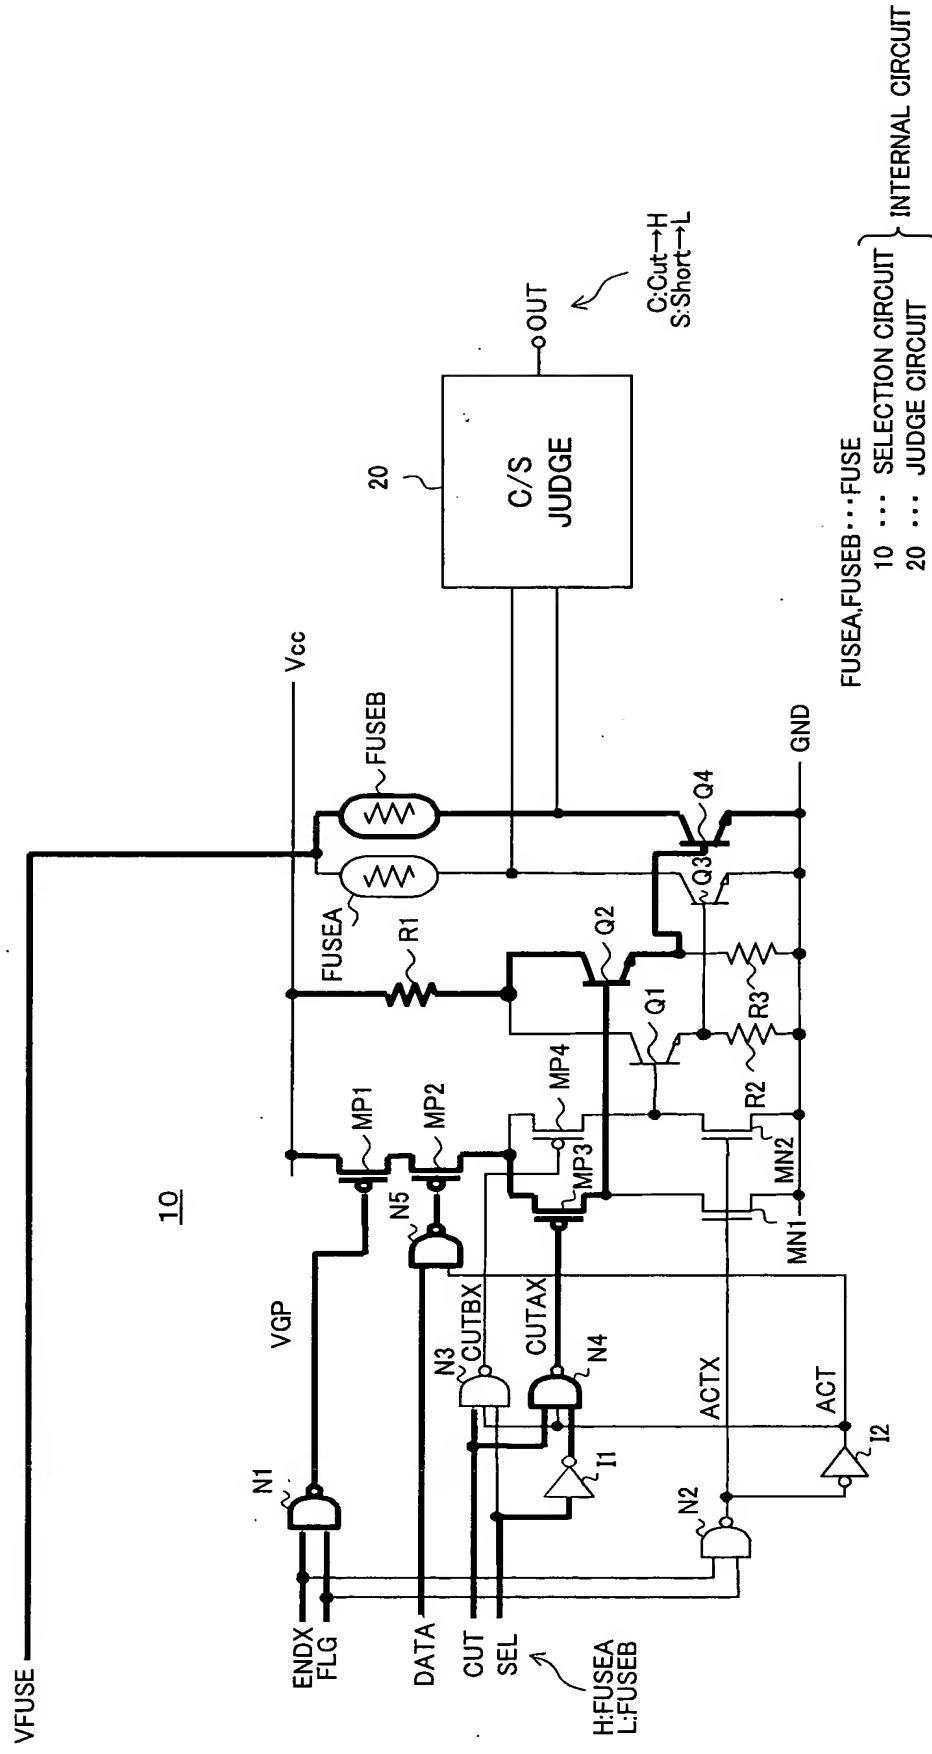 VFUSE
10
Vcc
ENDX
FLG
N1
VGP
MP1
R1
FUSEA
FUSEB
DATA
N5
MP2
CUT
SEL
H:FUSEA
L:FUSEB
N3
CUTBX
MP4
I1
N4
CUTAX
MP3
Q1
Q2
Q3
Q4
20
C/S
JUDGE
OUT
C:Cut→H
S:Short→L
N2
ACTX
I2
ACT
MN1
MN2
R2
R3
GND
FUSEA,FUSEB···FUSE
10 ··· SELECTION CIRCUIT
20 ··· JUDGE CIRCUIT
INTERNAL CIRCUIT